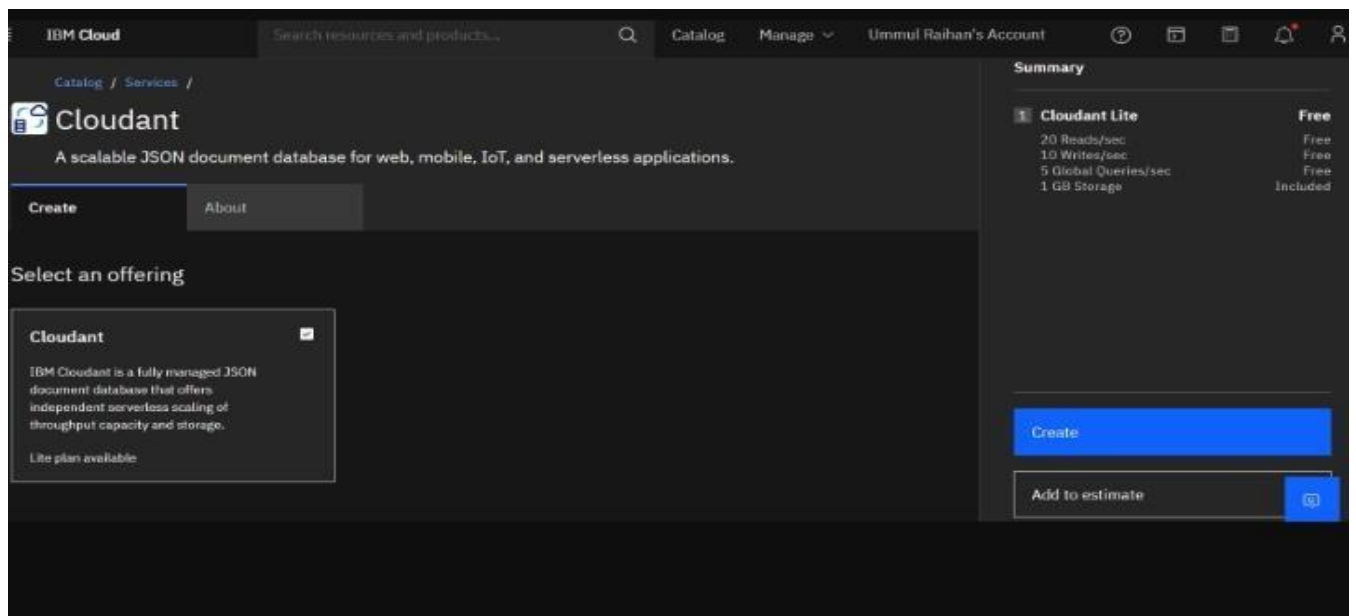 IBM Cloud
Search resources and products...
Catalog
Manage
Ummul Raihan's Account
Catalog / Services /
Cloudant
A scalable JSON document database for web, mobile, IoT, and serverless applications.
Create
About
Select an offering
Cloudant
IBM Cloudant is a fully managed JSON
document database that offers
independent serverless scaling of
throughput capacity and storage.
Lite plan available
Summary
1 Cloudant Lite Free
20 Reads/sec Free
10 Writes/sec Free
5 Global Queries/sec Free
1 GB Storage Included
Create
Add to estimate